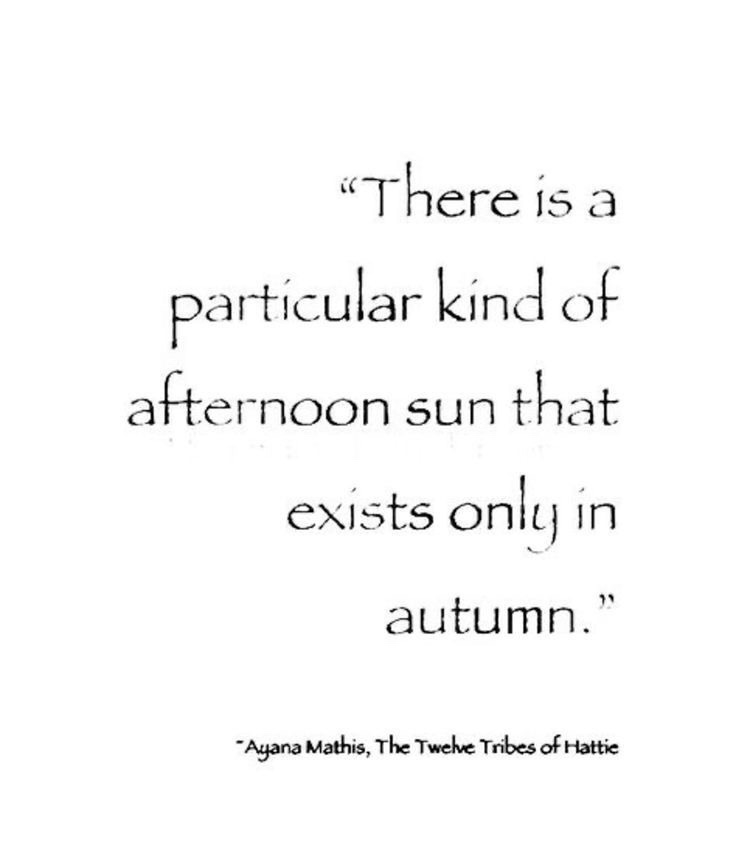 “There is a
particular kind of
afternoon sun that
exists only in
autumn.”
~Ayana Mathis, The Twelve Tribes of Hattie